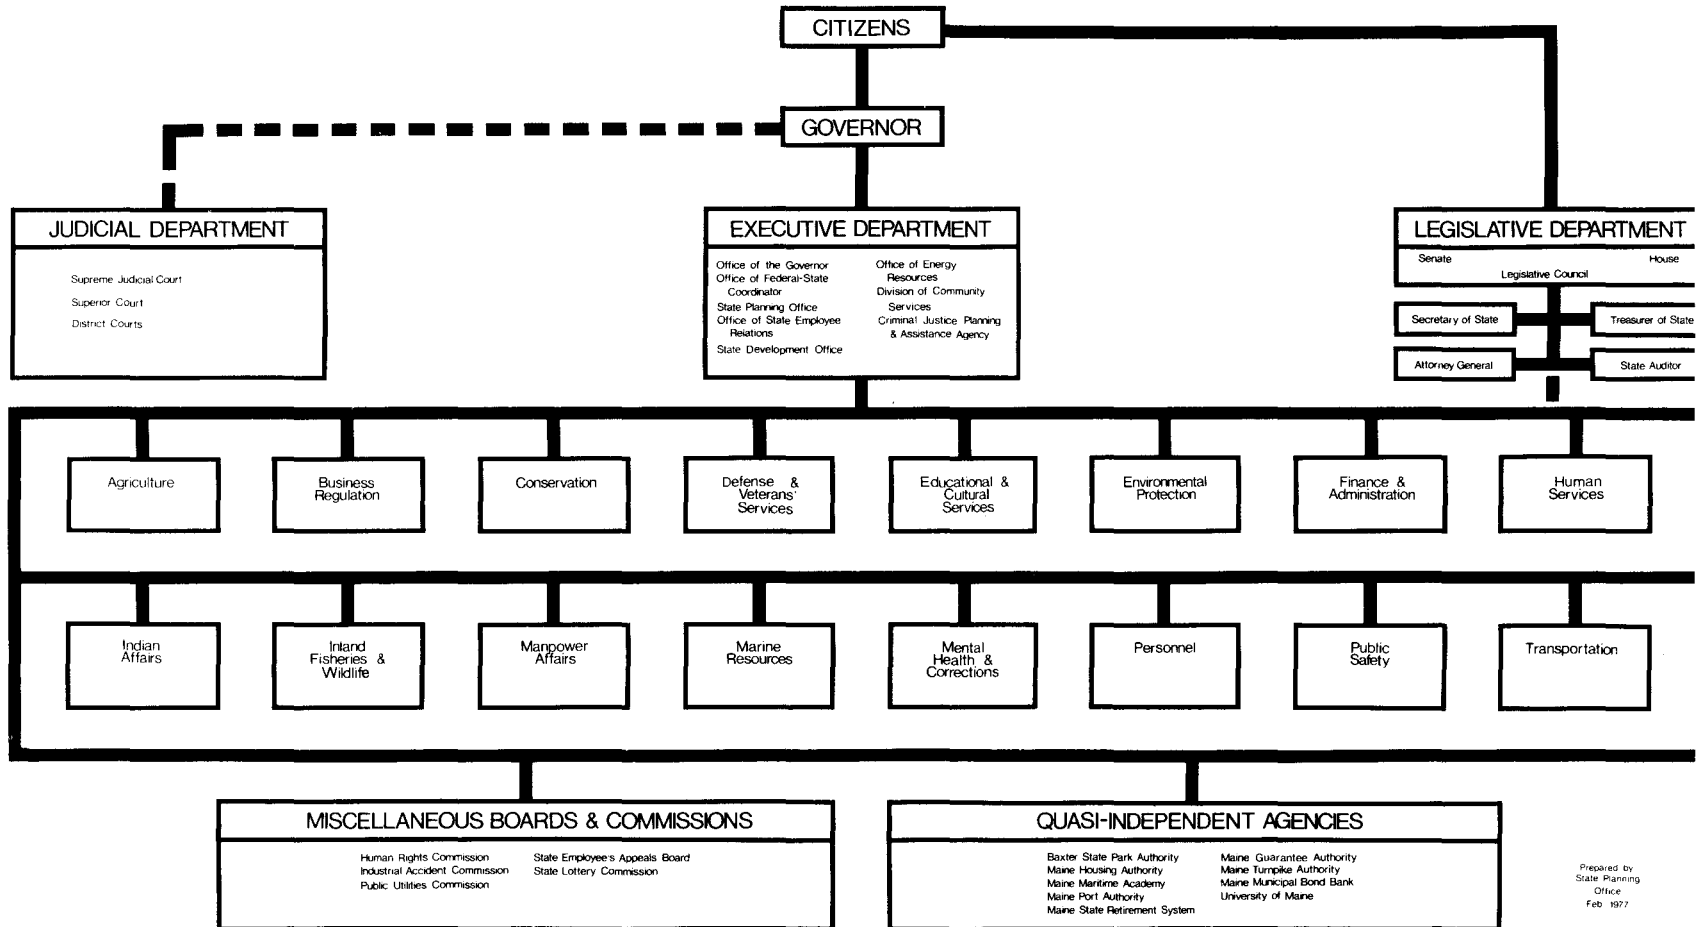 CITIZENS
GOVERNOR
JUDICIAL DEPARTMENT
Supreme Judicial Court
Superior Court
District Courts
EXECUTIVE DEPARTMENT
Office of the Governor
Office of Federal-State
Coordinator
State Planning Office
Office of State Employee
Relations
State Development Office
Office of Energy
Resources
Division of Community
Services
Criminal Justice Planning
& Assistance Agency
LEGISLATIVE DEPARTMENT
Senate House
Legislative Council
Secretary of State
Treasurer of State
Attorney General
State Auditor
Agriculture
Business
Regulation
Conservation
Defense &
Veterans'
Services
Educational &
Cultural
Services
Environmental
Protection
Finance &
Administration
Human
Services
Indian
Affairs
Inland
Fisheries &
Wildlife
Manpower
Affairs
Marine
Resources
Mental
Health &
Corrections
Personnel
Public
Safety
Transportation
MISCELLANEOUS BOARDS & COMMISSIONS
Human Rights Commission
Industrial Accident Commission
Public Utilities Commission
State Employee's Appeals Board
State Lottery Commission
QUASI-INDEPENDENT AGENCIES
Baxter State Park Authority
Maine Housing Authority
Maine Maritime Academy
Maine Port Authority
Maine State Retirement System
Maine Guarantee Authority
Maine Turnpike Authority
Maine Municipal Bond Bank
University of Maine
Prepared by
State Planning
Office
Feb 1977